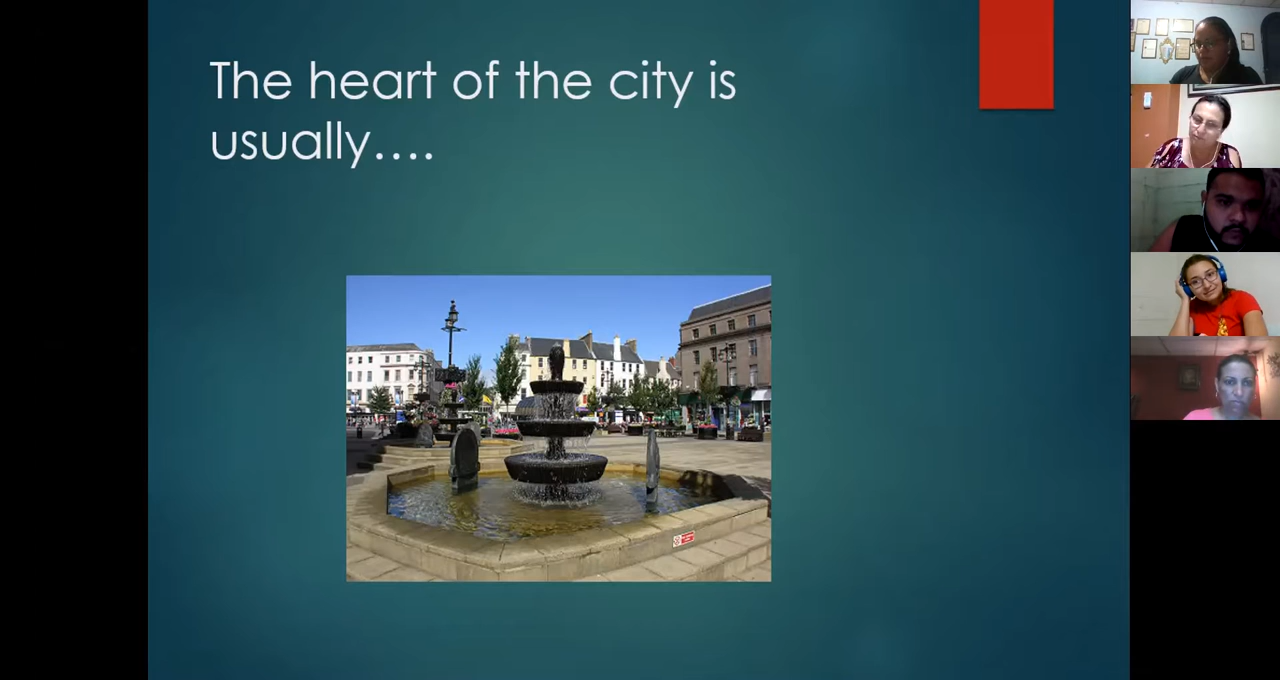 The heart of the city is
usually....